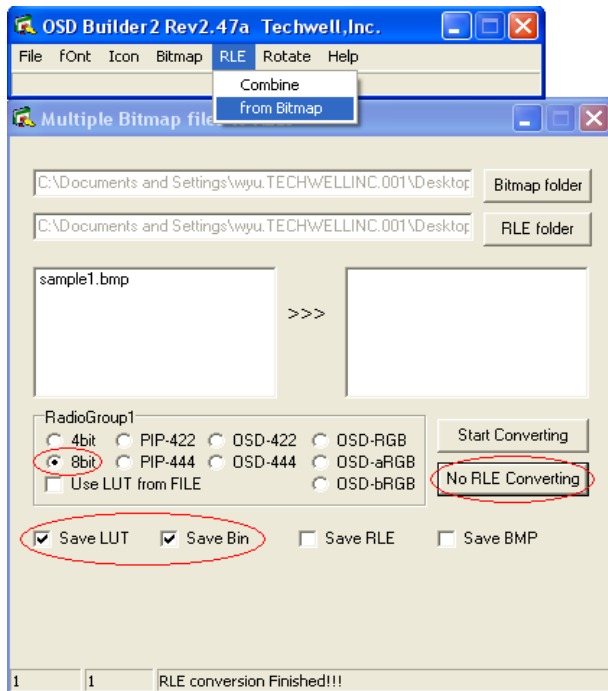 OSD Builder2 Rev2.47a Techwell,Inc.
File fOnt Icon Bitmap RLE Rotate Help
Combine
from Bitmap
Multiple Bitmap file
C:\Documents and Settings\wyu.TECHWELLINC.001\Desktop
Bitmap folder
C:\Documents and Settings\wyu.TECHWELLINC.001\Desktop
RLE folder
sample1.bmp
>>>
RadioGroup1
4bit PIP-422 OSD-422 OSD-RGB
Start Converting
8bit PIP-444 OSD-444 OSD-aRGB
No RLE Converting
Use LUT from FILE OSD-bRGB
Save LUT Save Bin Save RLE Save BMP
1 1 RLE conversion Finished!!!